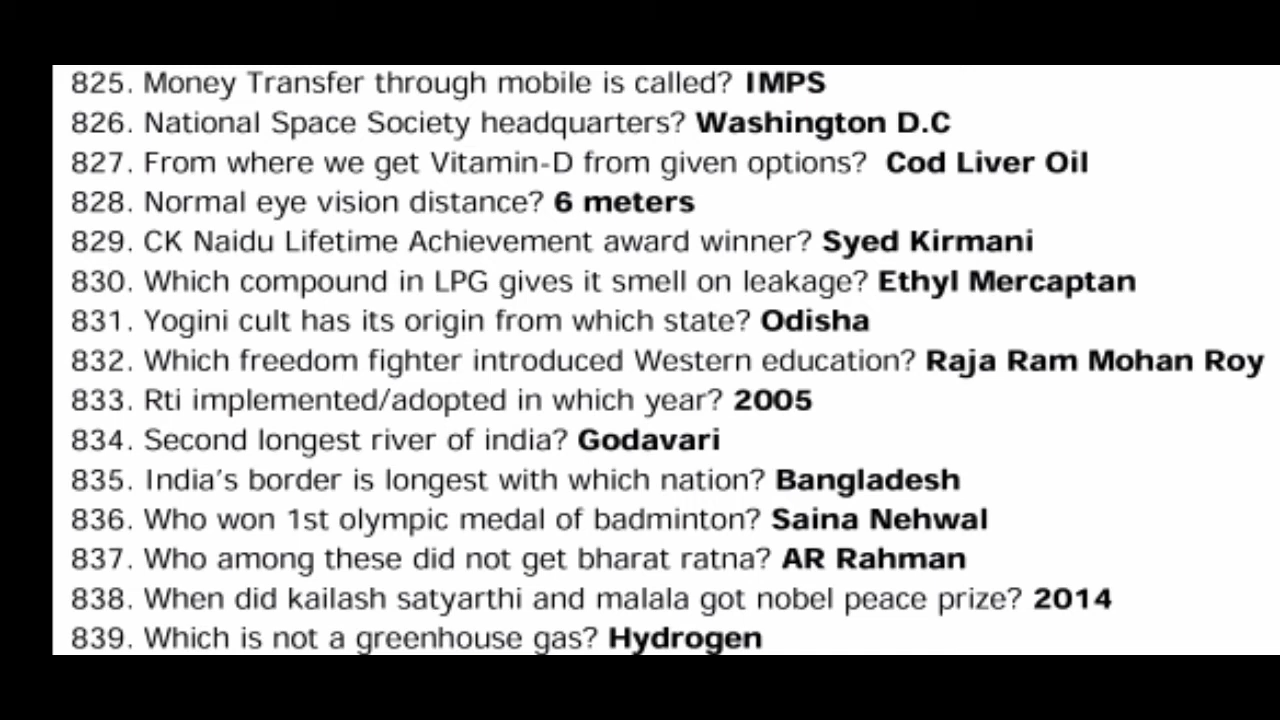 825. Money Transfer through mobile is called? IMPS
826. National Space Society headquarters? Washington D.C
827. From where we get Vitamin-D from given options? Cod Liver Oil
828. Normal eye vision distance? 6 meters
829. CK Naidu Lifetime Achievement award winner? Syed Kirmani
830. Which compound in LPG gives it smell on leakage? Ethyl Mercaptan
831. Yogini cult has its origin from which state? Odisha
832. Which freedom fighter introduced Western education? Raja Ram Mohan Roy
833. Rti implemented/adopted in which year? 2005
834. Second longest river of india? Godavari
835. India's border is longest with which nation? Bangladesh
836. Who won 1st olympic medal of badminton? Saina Nehwal
837. Who among these did not get bharat ratna? AR Rahman
838. When did kailash satyarthi and malala got nobel peace prize? 2014
839. Which is not a greenhouse gas? Hydrogen